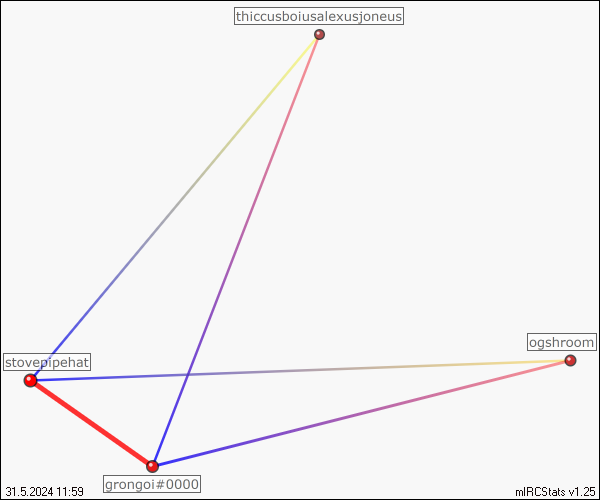 thiccusboiusalexusjoneus
ogshroom
stovepipehat
grongoi#0000
31.5.2024 11:59
mIRCStats v1.25